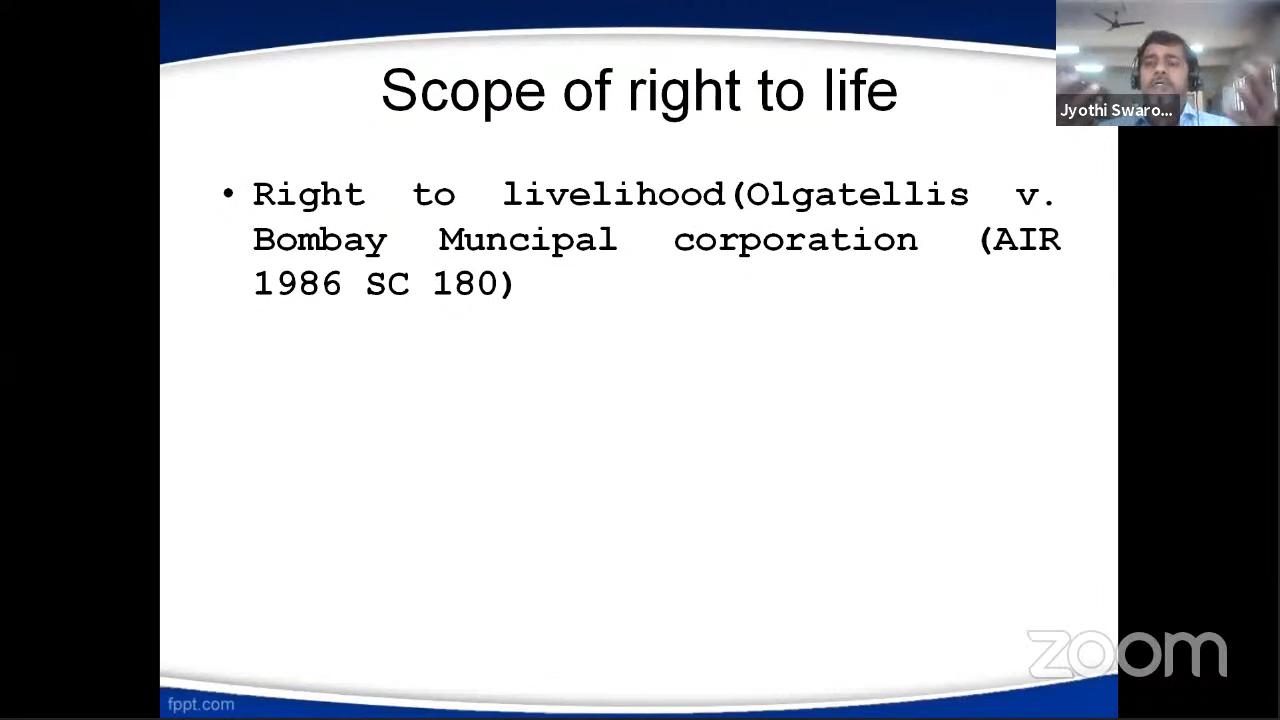 Scope of right to life
Jyothi Swaro...
• Right to livelihood(Olgatellis v.
Bombay Muncipal corporation (AIR
1986 SC 180)
zoom
fppt.com